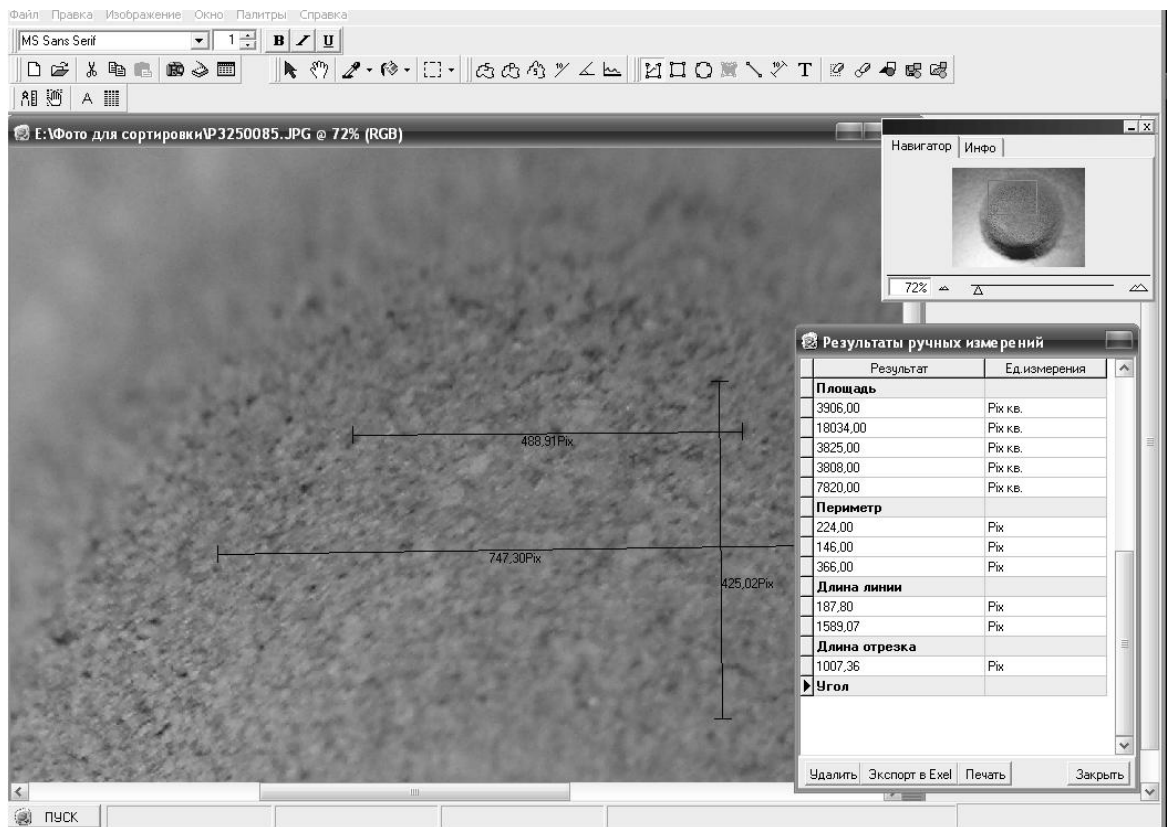 Файл Правка Изображение Окно Палитры Справка
MS Sans Serif 1 B I U
T
A
E:\Фото для сортировки\P3250085.JPG @ 72% (RGB)
Навигатор Инфо
72%
488,91Pix
747,30Pix
425,02Pix
Результаты ручных измерений
Результат Ед.измерения
Площадь
3906,00 Pix кв.
18034,00 Pix кв.
3825,00 Pix кв.
3808,00 Pix кв.
7820,00 Pix кв.
Периметр
224,00 Pix
146,00 Pix
366,00 Pix
Длина линии
187,80 Pix
1589,07 Pix
Длина отрезка
1007,36 Pix
Угол
Удалить Экспорт в Exel Печать Закрыть
ПУСК